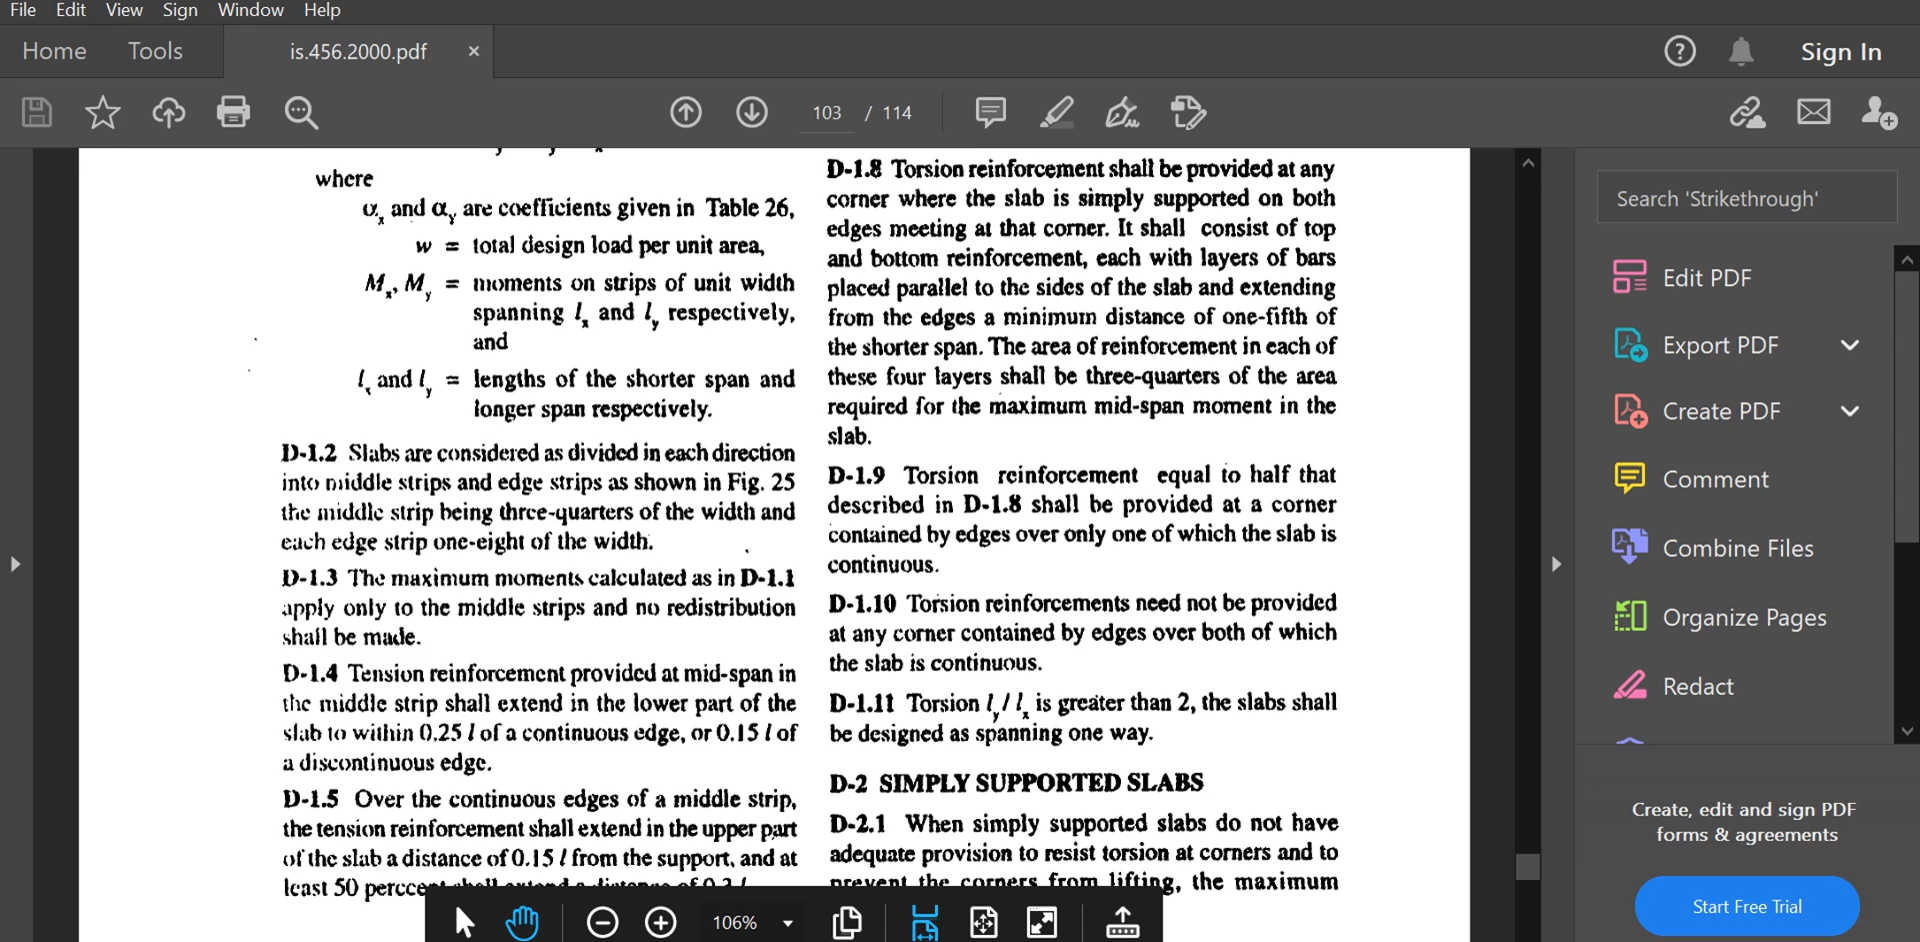 File Edit View Sign Window Help
Home Tools is.456.2000.pdf × Sign In
103 / 114
where
αx and αy are coefficients given in Table 26,
w = total design load per unit area,
Mx, My = moments on strips of unit width
spanning lx and ly respectively,
and
lx and ly = lengths of the shorter span and
longer span respectively.
D-1.2 Slabs are considered as divided in each direction
into middle strips and edge strips as shown in Fig. 25
the middle strip being three-quarters of the width and
each edge strip one-eight of the width.
D-1.3 The maximum moments calculated as in D-1.1
apply only to the middle strips and no redistribution
shall be made.
D-1.4 Tension reinforcement provided at mid-span in
the middle strip shall extend in the lower part of the
slab to within 0.25 l of a continuous edge, or 0.15 l of
a discontinuous edge.
D-1.5 Over the continuous edges of a middle strip,
the tension reinforcement shall extend in the upper part
of the slab a distance of 0.15 l from the support, and at
least 50
D-1.8 Torsion reinforcement shall be provided at any
corner where the slab is simply supported on both
edges meeting at that corner. It shall consist of top
and bottom reinforcement, each with layers of bars
placed parallel to the sides of the slab and extending
from the edges a minimum distance of one-fifth of
the shorter span. The area of reinforcement in each of
these four layers shall be three-quarters of the area
required for the maximum mid-span moment in the
slab.
D-1.9 Torsion reinforcement equal to half that
described in D-1.8 shall be provided at a corner
contained by edges over only one of which the slab is
continuous.
D-1.10 Torsion reinforcements need not be provided
at any corner contained by edges over both of which
the slab is continuous.
D-1.11 Torsion ly / lx is greater than 2, the slabs shall
be designed as spanning one way.
D-2 SIMPLY SUPPORTED SLABS
D-2.1 When simply supported slabs do not have
adequate provision to resist torsion at corners and to
prevent the corners from lifting, the maximum
106%
Search 'Strikethrough'
Edit PDF
Export PDF
Create PDF
Comment
Combine Files
Organize Pages
Redact
Create, edit and sign PDF
forms & agreements
Start Free Trial